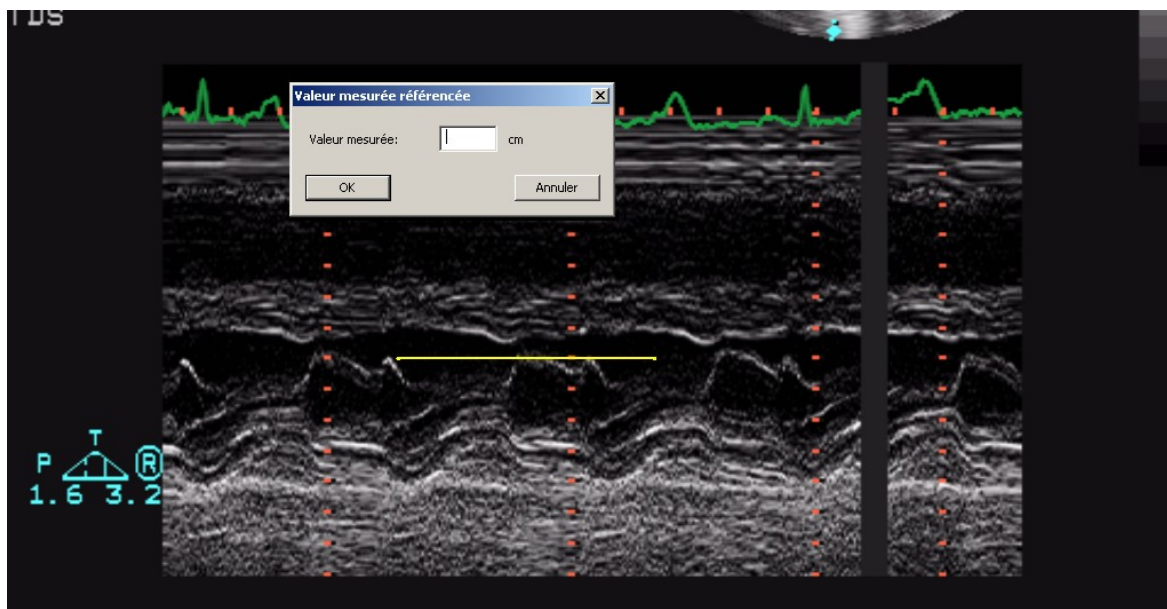 TDS
Valeur mesurée référencée
Valeur mesurée:
cm
OK
Annuler
T
P
R
1.6 3.2